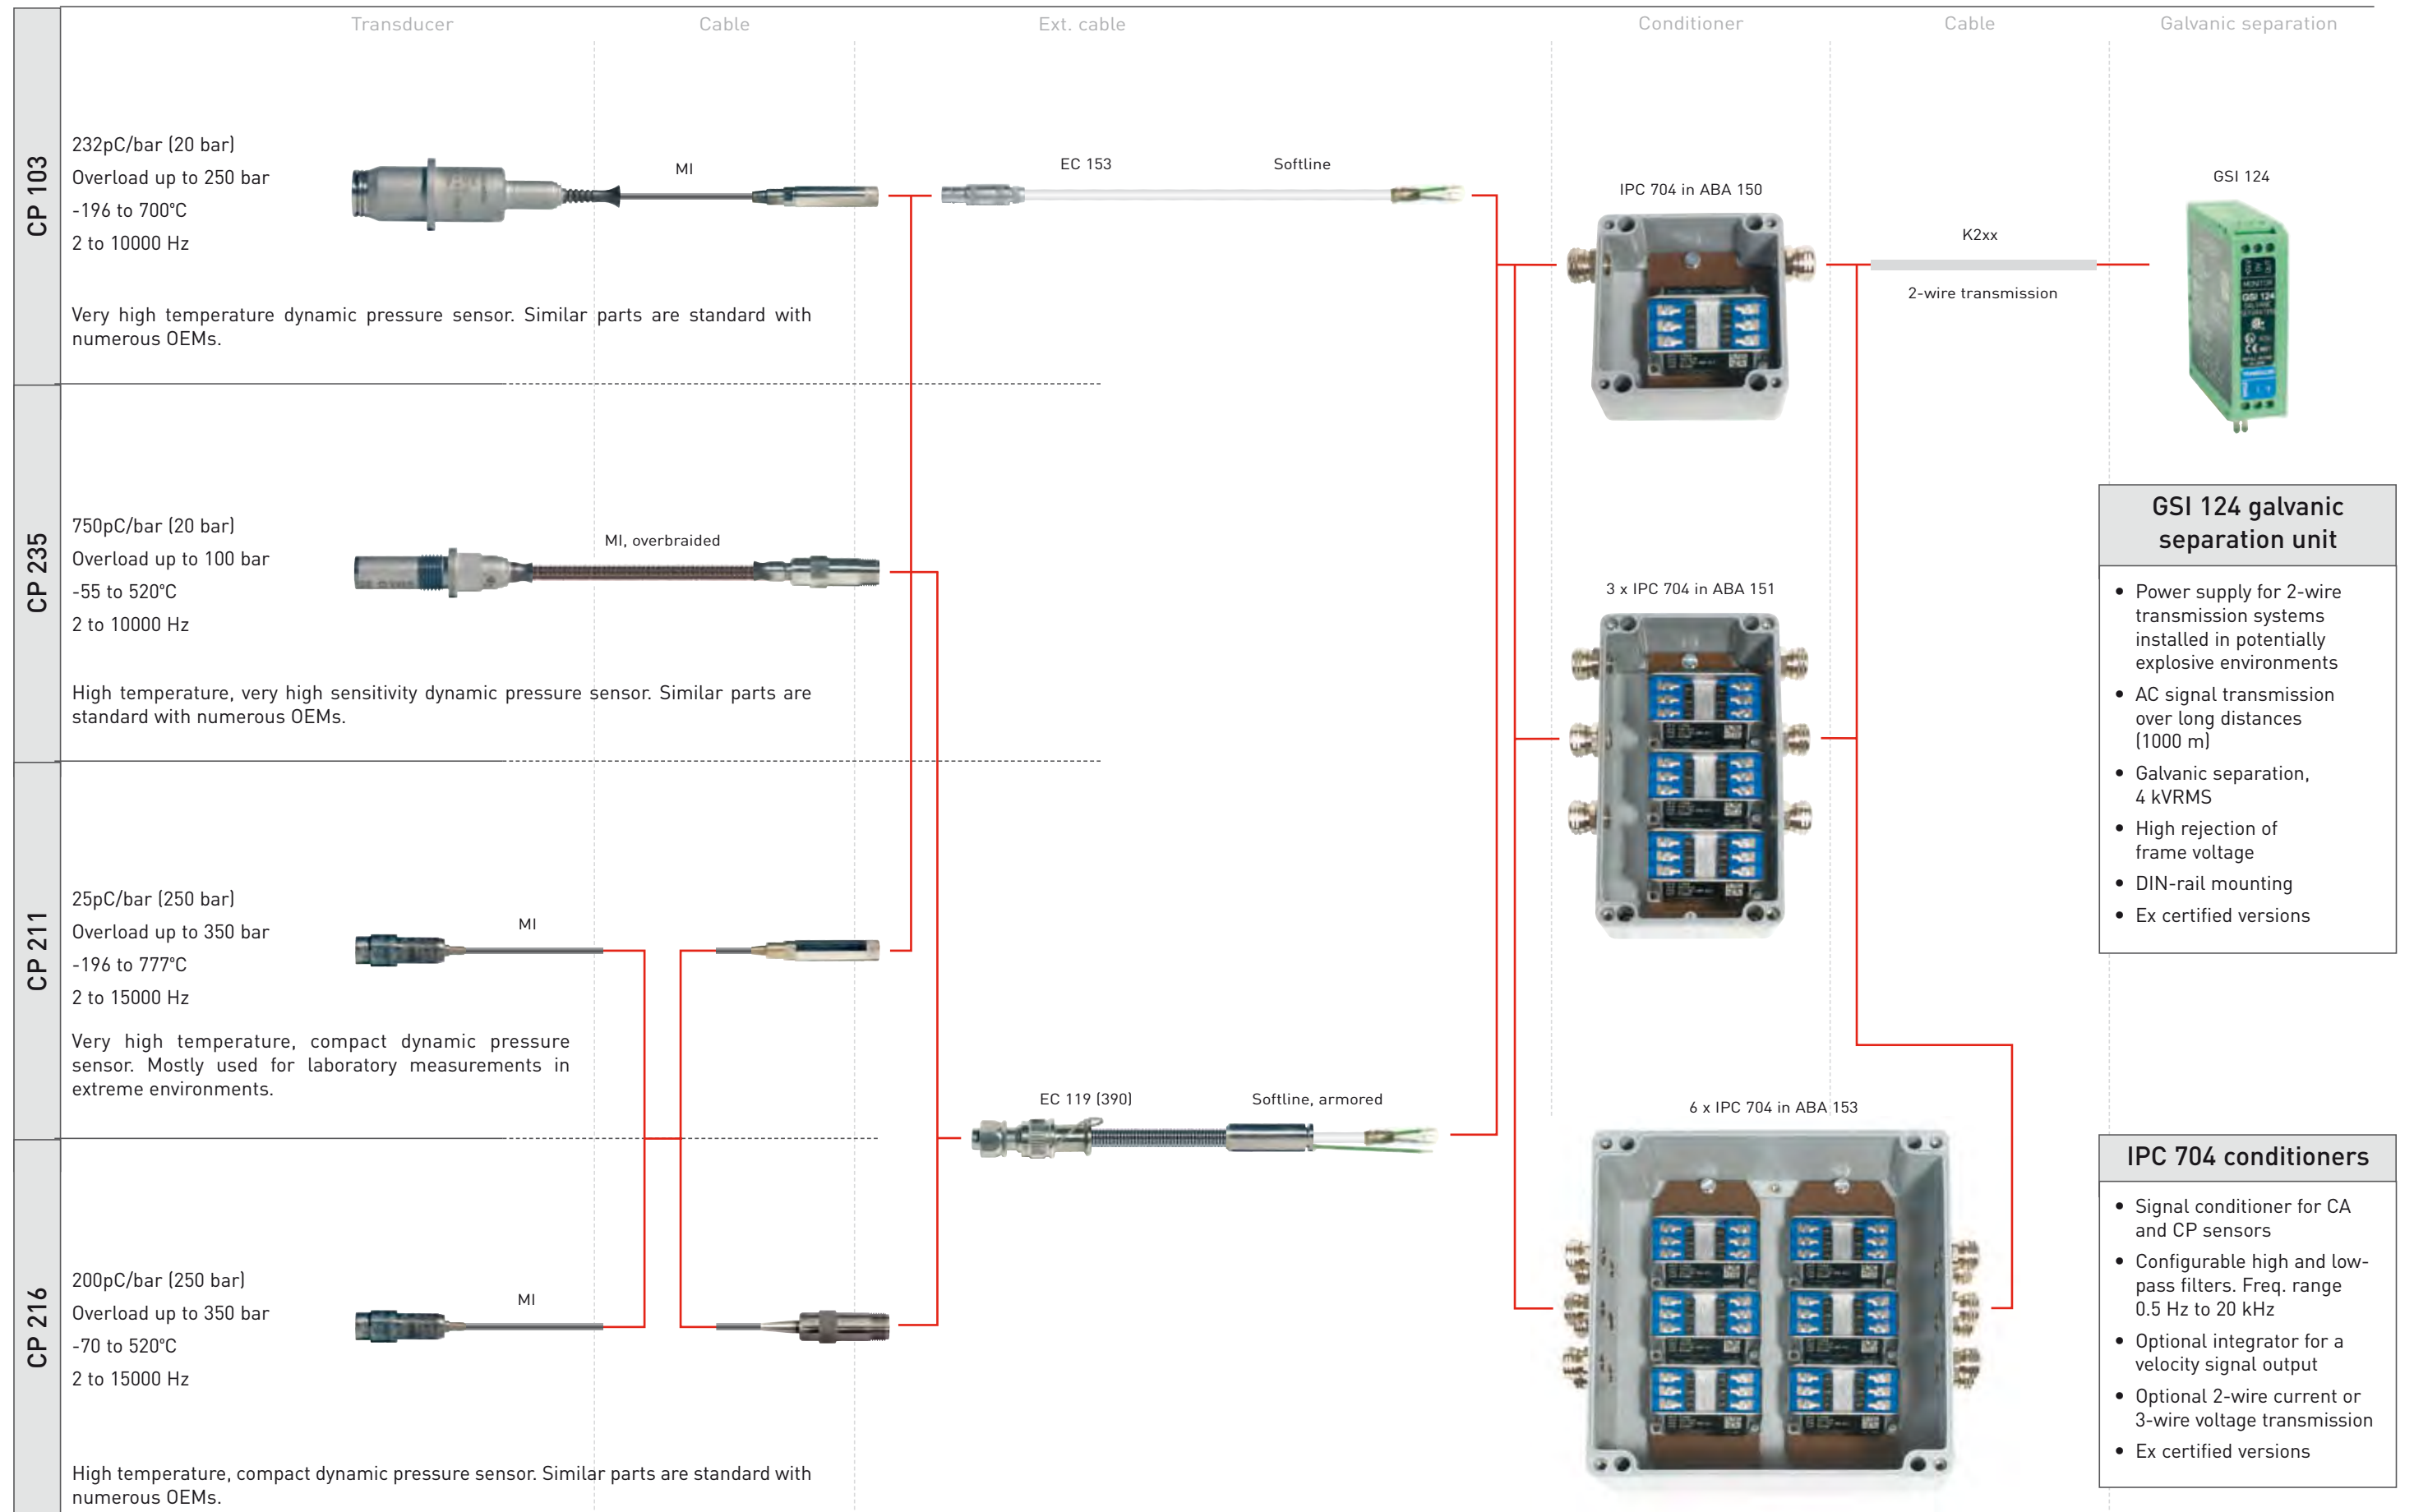 Transducer
Cable
Ext. cable
Conditioner
Cable
Galvanic separation
CP 103
232pC/bar (20 bar)
Overload up to 250 bar
-196 to 700°C
2 to 10000 Hz
MI
EC 153
Softline
IPC 704 in ABA 150
K2xx
2-wire transmission
GSI 124
MONITOR
GSI 124
Very high temperature dynamic pressure sensor. Similar parts are standard with
numerous OEMs.
CP 235
750pC/bar (20 bar)
Overload up to 100 bar
-55 to 520°C
2 to 10000 Hz
MI, overbraided
High temperature, very high sensitivity dynamic pressure sensor. Similar parts are
standard with numerous OEMs.
3 x IPC 704 in ABA 151
GSI 124 galvanic
separation unit
• Power supply for 2-wire
transmission systems
installed in potentially
explosive environments
• AC signal transmission
over long distances
(1000 m)
• Galvanic separation,
4 kVRMS
• High rejection of
frame voltage
• DIN-rail mounting
• Ex certified versions
CP 211
25pC/bar (250 bar)
Overload up to 350 bar
-196 to 777°C
2 to 15000 Hz
MI
Very high temperature, compact dynamic pressure
sensor. Mostly used for laboratory measurements in
extreme environments.
EC 119 (390)
Softline, armored
6 x IPC 704 in ABA 153
CP 216
200pC/bar (250 bar)
Overload up to 350 bar
-70 to 520°C
2 to 15000 Hz
MI
High temperature, compact dynamic pressure sensor. Similar parts are standard with
numerous OEMs.
IPC 704 conditioners
• Signal conditioner for CA
and CP sensors
• Configurable high and low-
pass filters. Freq. range
0.5 Hz to 20 kHz
• Optional integrator for a
velocity signal output
• Optional 2-wire current or
3-wire voltage transmission
• Ex certified versions